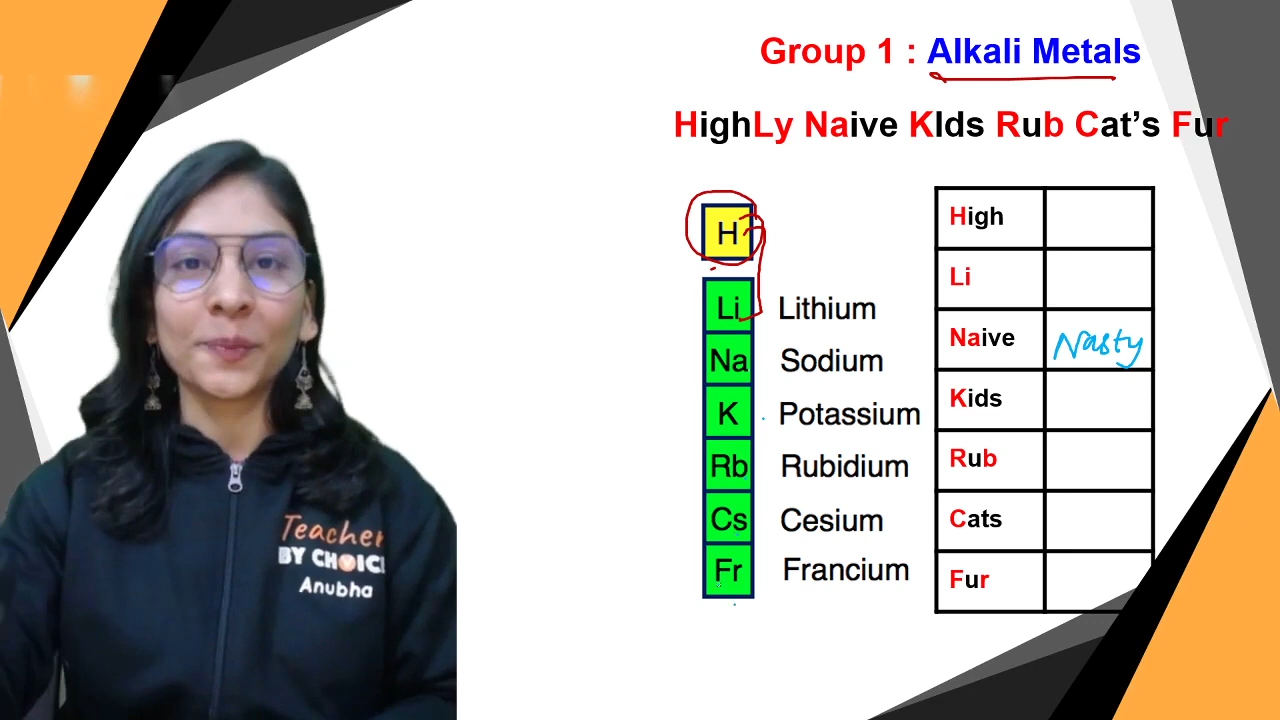 Group 1 : Alkali Metals
HighLy Naive KIds Rub Cat's Fur
H
Li Lithium
Na Sodium
K Potassium
Rb Rubidium
Cs Cesium
Fr Francium
High
Li
Naive Nasty
Kids
Rub
Cats
Fur
Teacher
BY CHOIC
Anubha